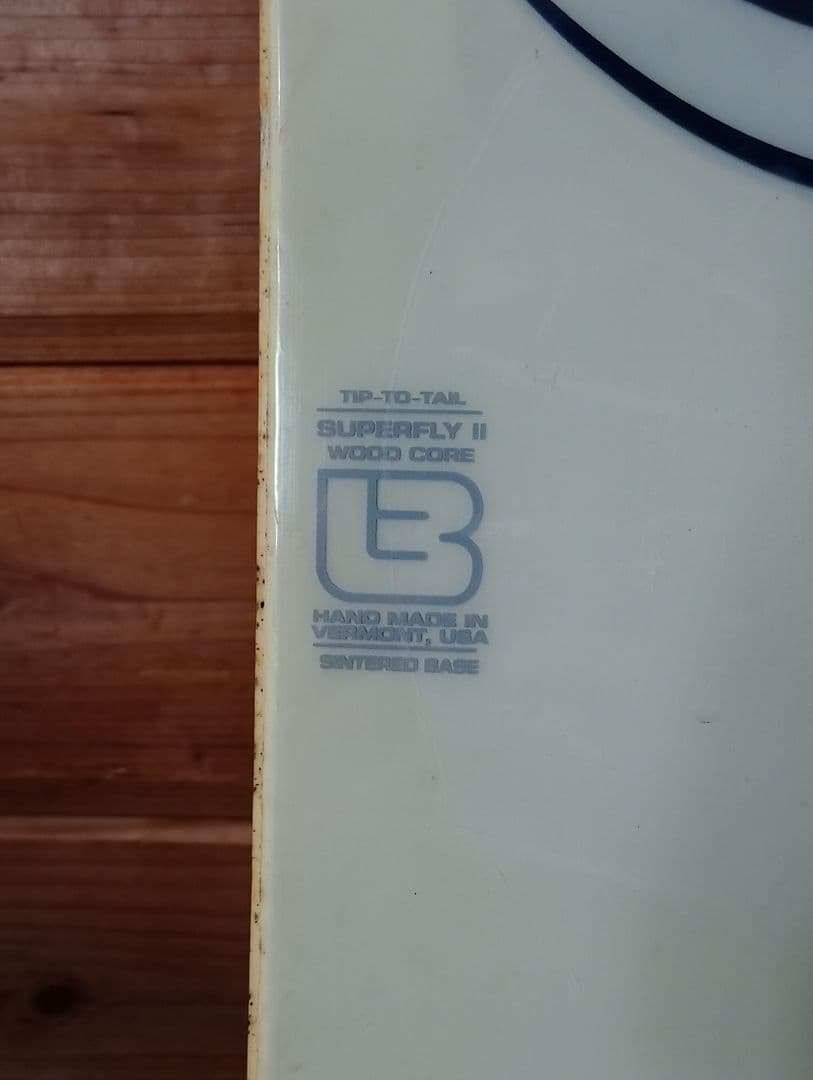 TIP-TO-TAIL
SUPERFLY II
WOOD CORE
HAND MADE IN
VERMONT, USA
SINTERED BASE